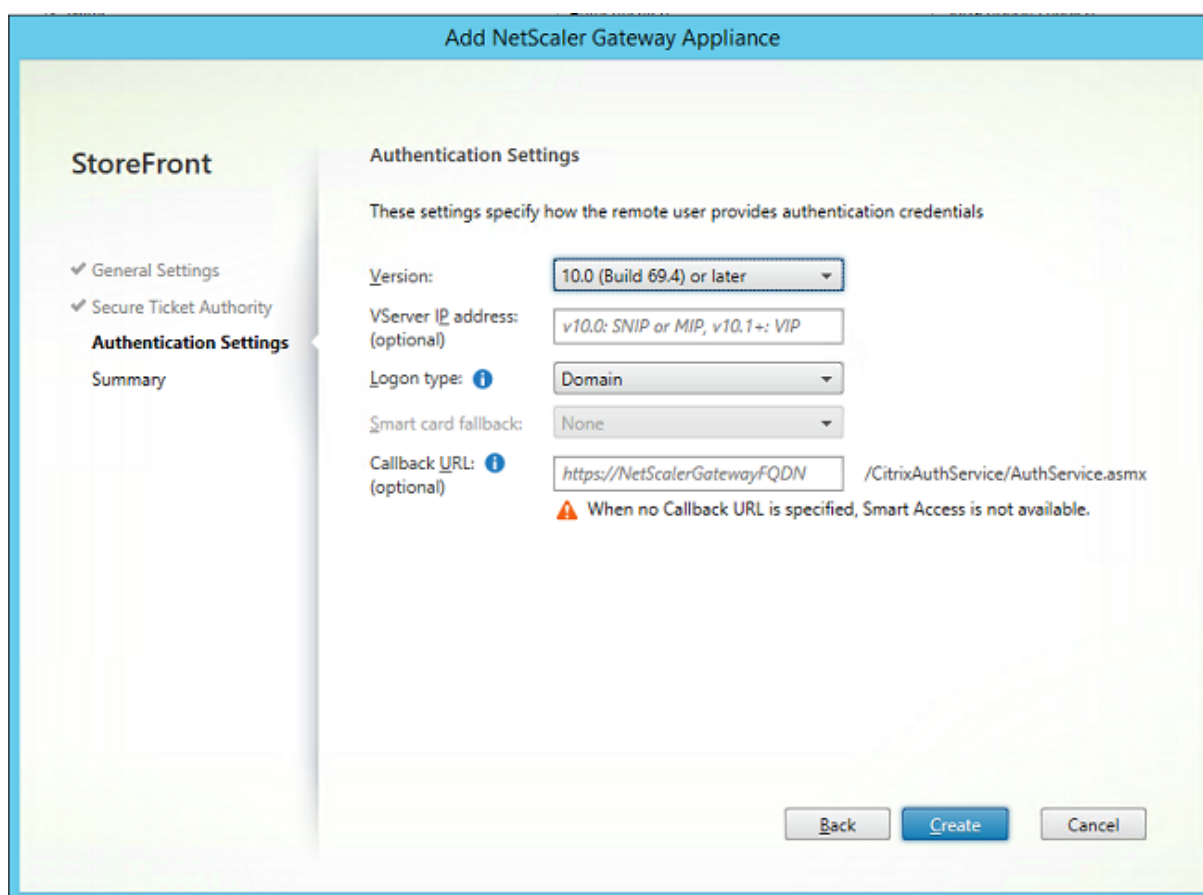 Add NetScaler Gateway Appliance
StoreFront
General Settings
Secure Ticket Authority
Authentication Settings
Summary
Authentication Settings
These settings specify how the remote user provides authentication credentials
Version: 10.0 (Build 69.4) or later
VServer IP address: v10.0: SNIP or MIP, v10.1+: VIP
(optional)
Logon type: Domain
Smart card fallback: None
Callback URL: https://NetScalerGatewayFQDN /CitrixAuthService/AuthService.asmx
(optional)
When no Callback URL is specified, Smart Access is not available.
Back Create Cancel